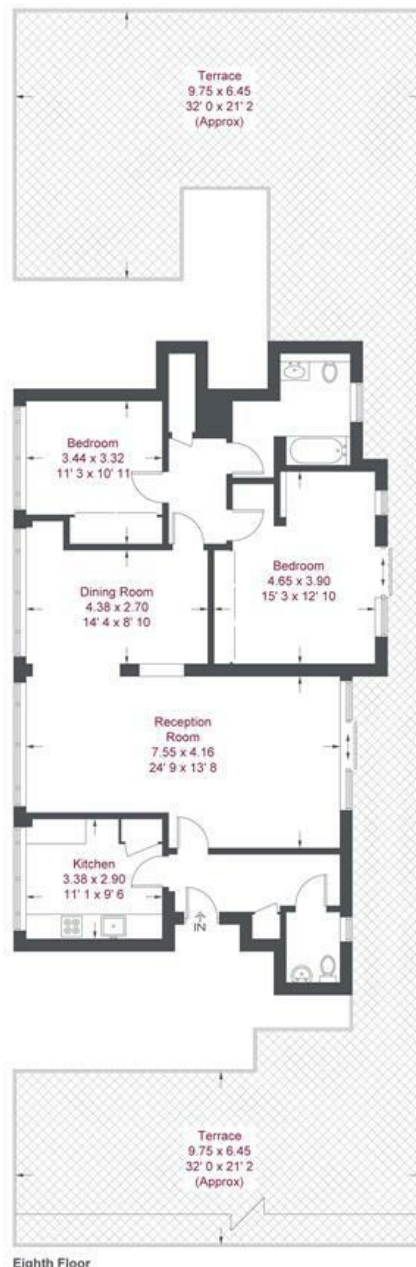 Terrace
9.75 x 6.45
32' 0 x 21' 2
(Approx)
Bedroom
3.44 x 3.32
11' 3 x 10' 11
Bedroom
4.65 x 3.90
15' 3 x 12' 10
Dining Room
4.38 x 2.70
14' 4 x 8' 10
Reception
Room
7.55 x 4.16
24' 9 x 13' 8
Kitchen
3.38 x 2.90
11' 1 x 9' 6
IN
Terrace
9.75 x 6.45
32' 0 x 21' 2
(Approx)
Eighth Floor